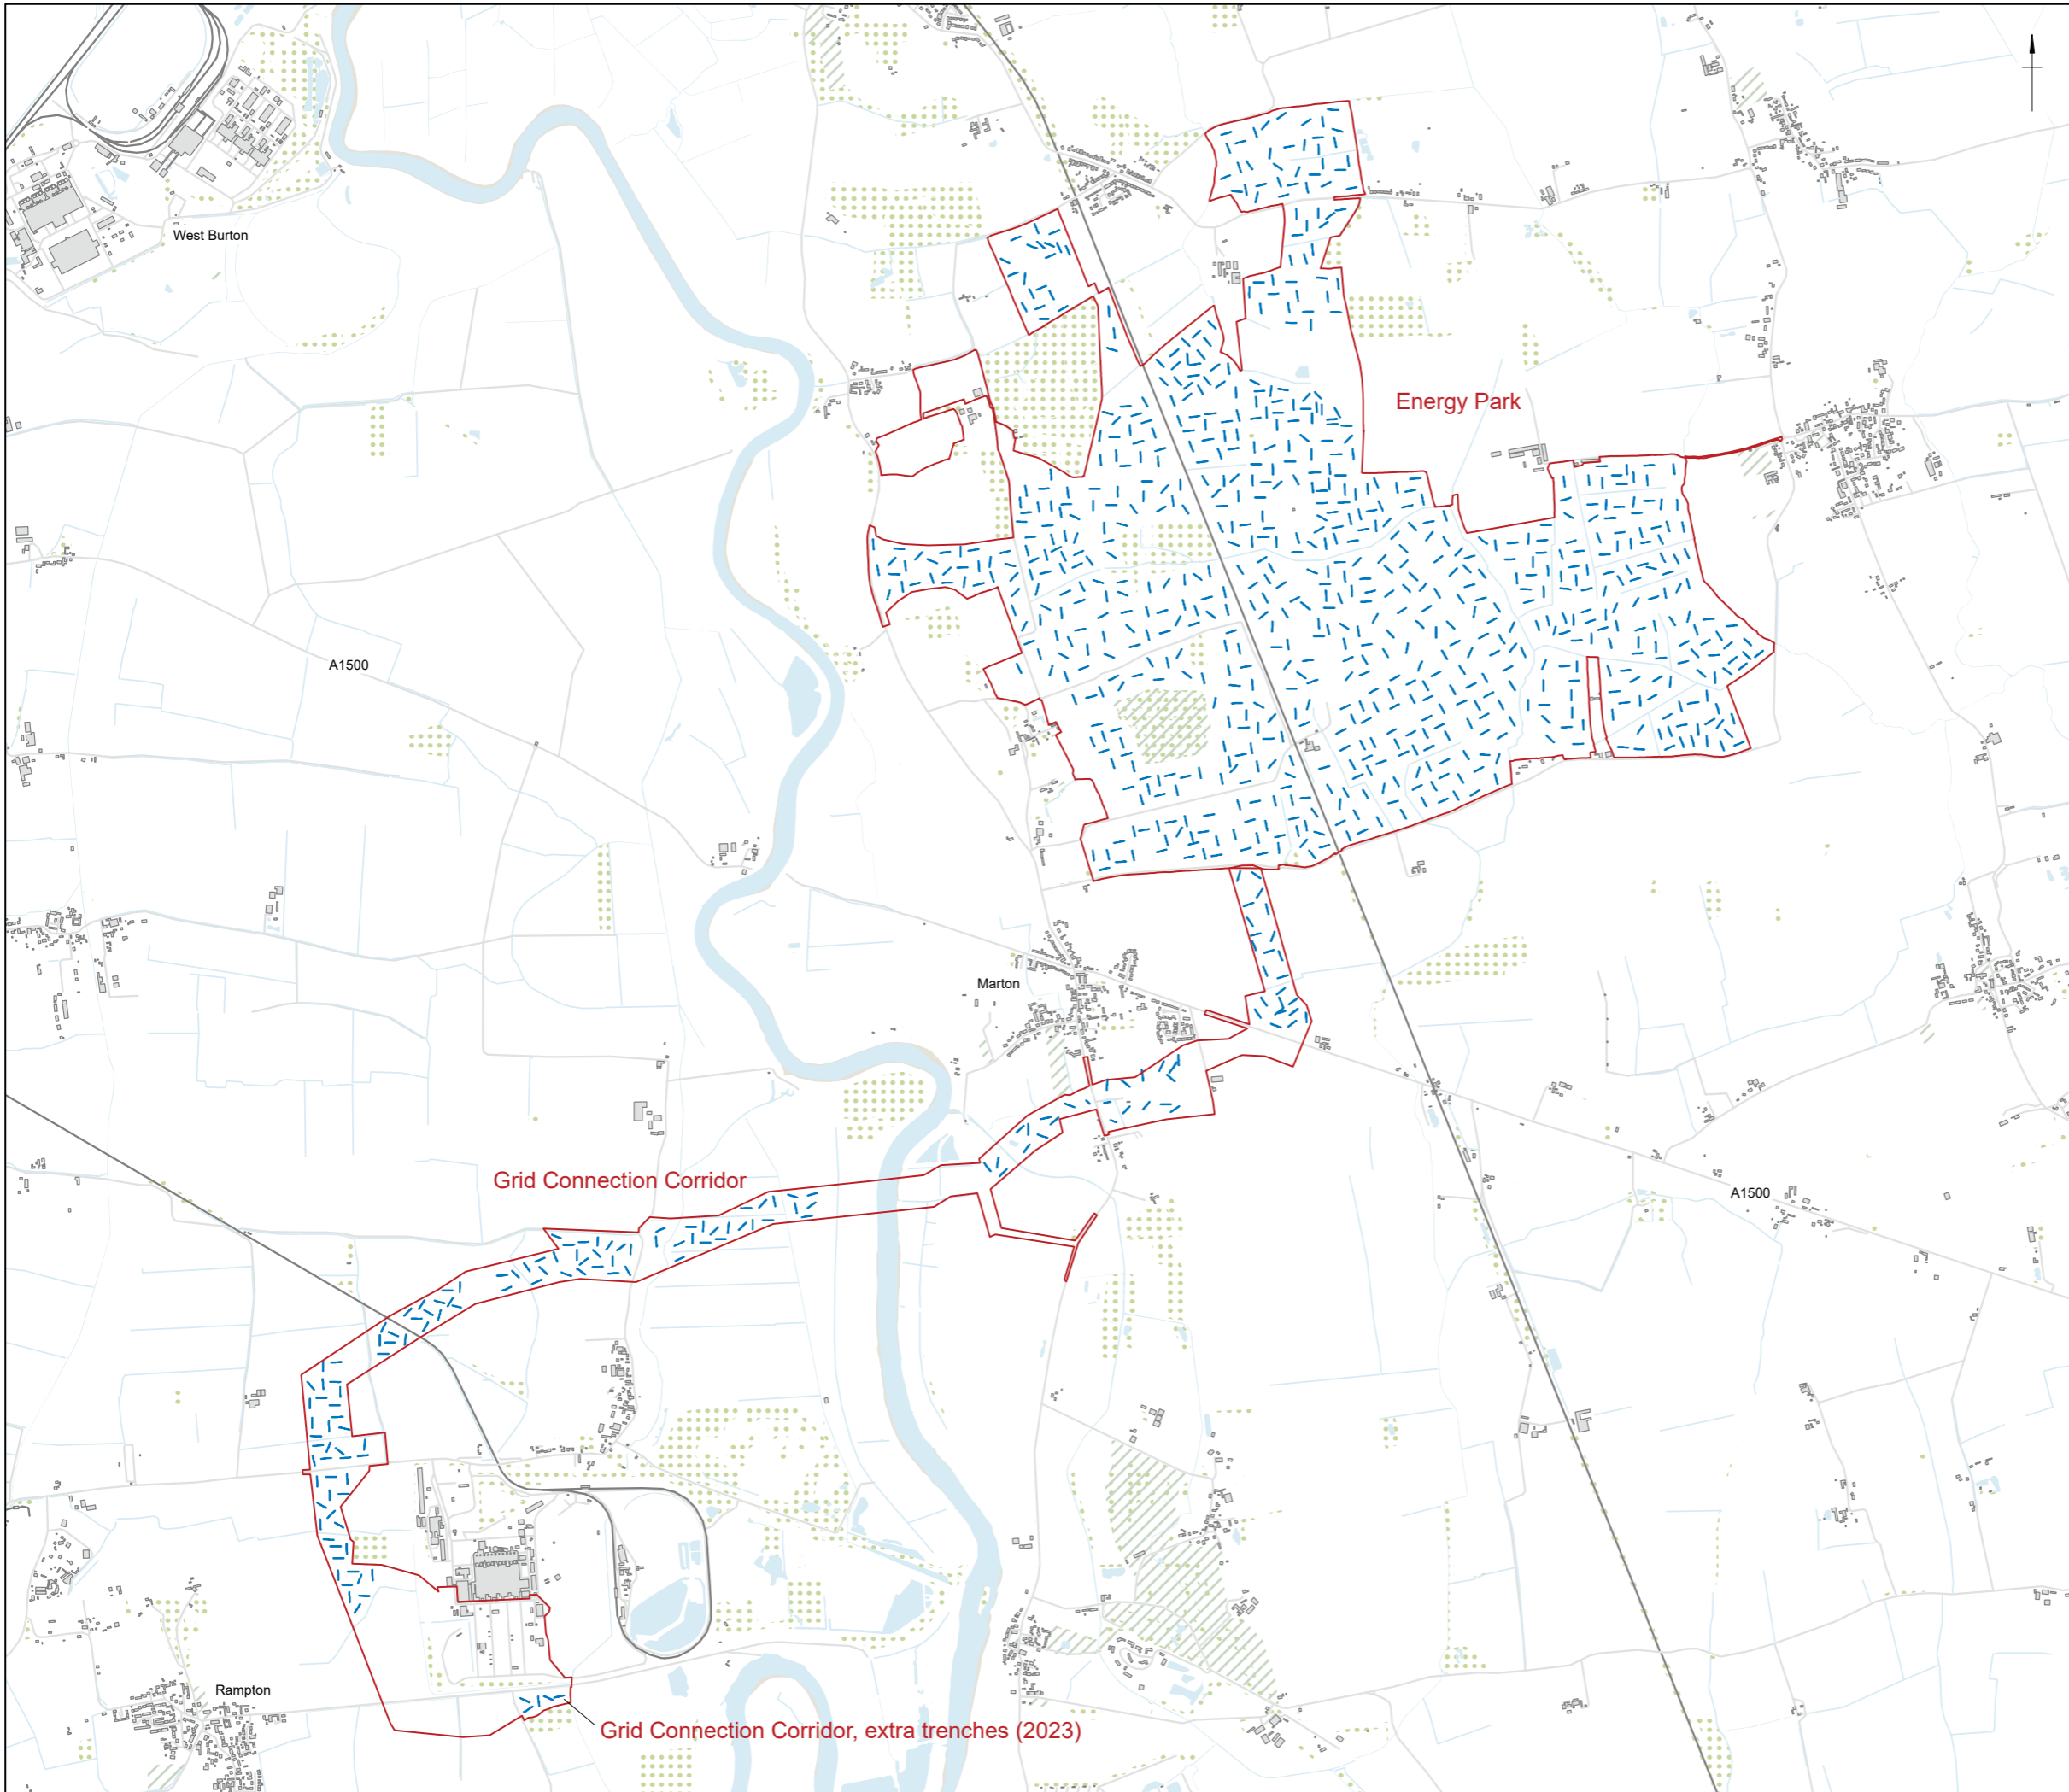 West Burton
Energy Park
A1500
Marton
Grid Connection Corridor
A1500
Rampton
Grid Connection Corridor, extra trenches (2023)